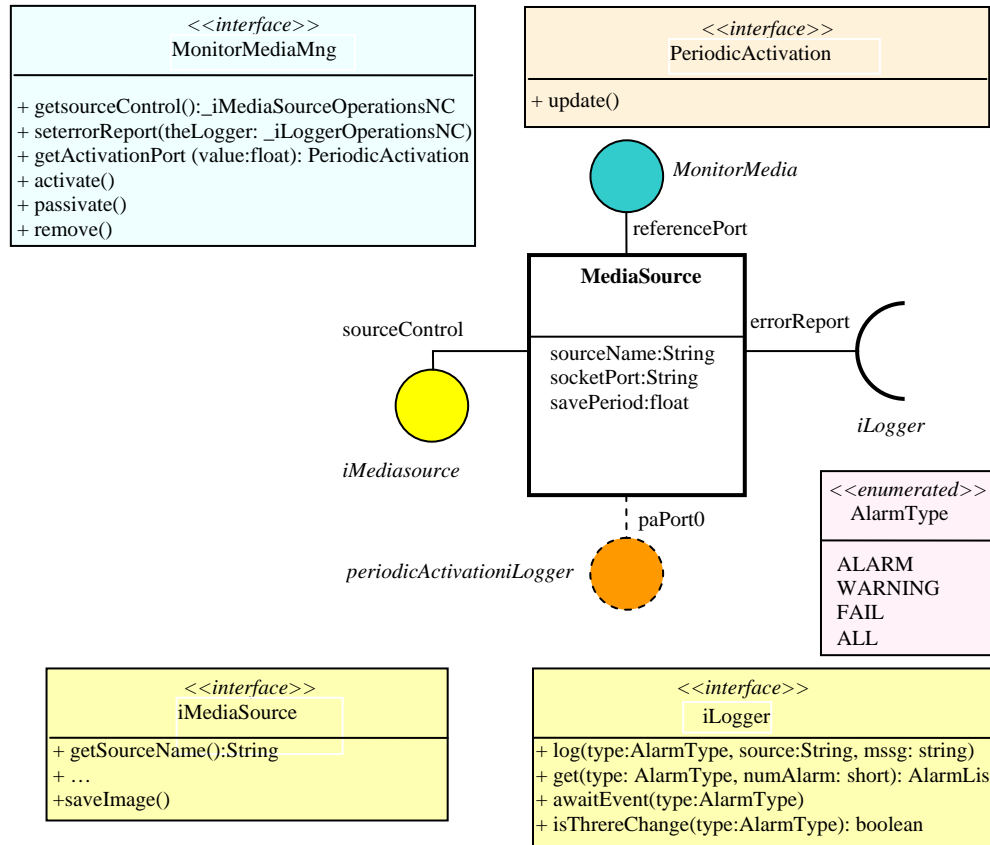 <<interface>>
MonitorMediaMng
+ getsourceControl():_iMediaSourceOperationsNC
+ seterrorReport(theLogger: _iLoggerOperationsNC)
+ getActivationPort (value:float): PeriodicActivation
+ activate()
+ passivate()
+ remove()
<<interface>>
PeriodicActivation
+ update()
MonitorMedia
referencePort
MediaSource
sourceName:String
socketPort:String
savePeriod:float
sourceControl
iMediasource
errorReport
iLogger
paPort0
periodicActivationiLogger
<<enumerated>>
AlarmType
ALARM
WARNING
FAIL
ALL
<<interface>>
iMediaSource
+ getSourceName():String
+ …
+saveImage()
<<interface>>
iLogger
+ log(type:AlarmType, source:String, mssg: string)
+ get(type: AlarmType, numAlarm: short): AlarmLis
+ awaitEvent(type:AlarmType)
+ isThrereChange(type:AlarmType): boolean